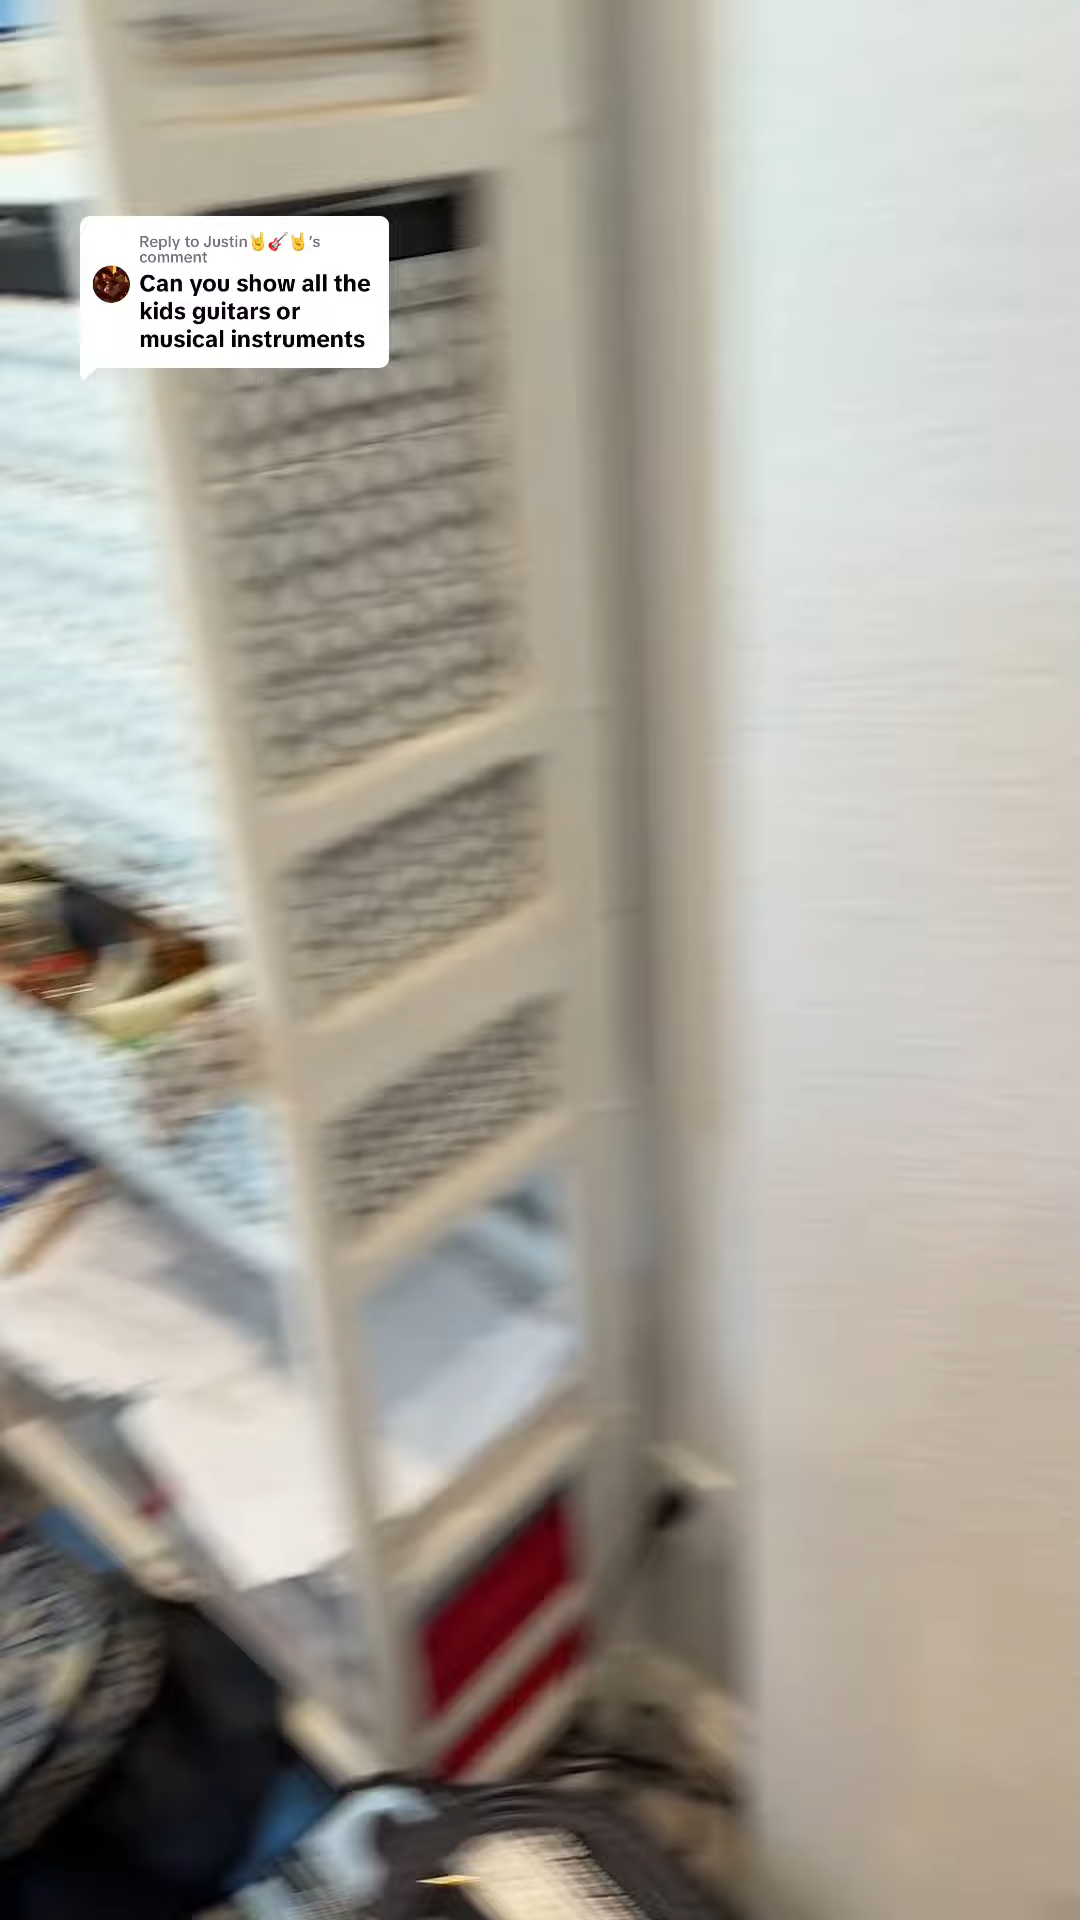 Reply to Justin🤘🎸🤘's
comment
Can you show all the
kids guitars or
musical instruments